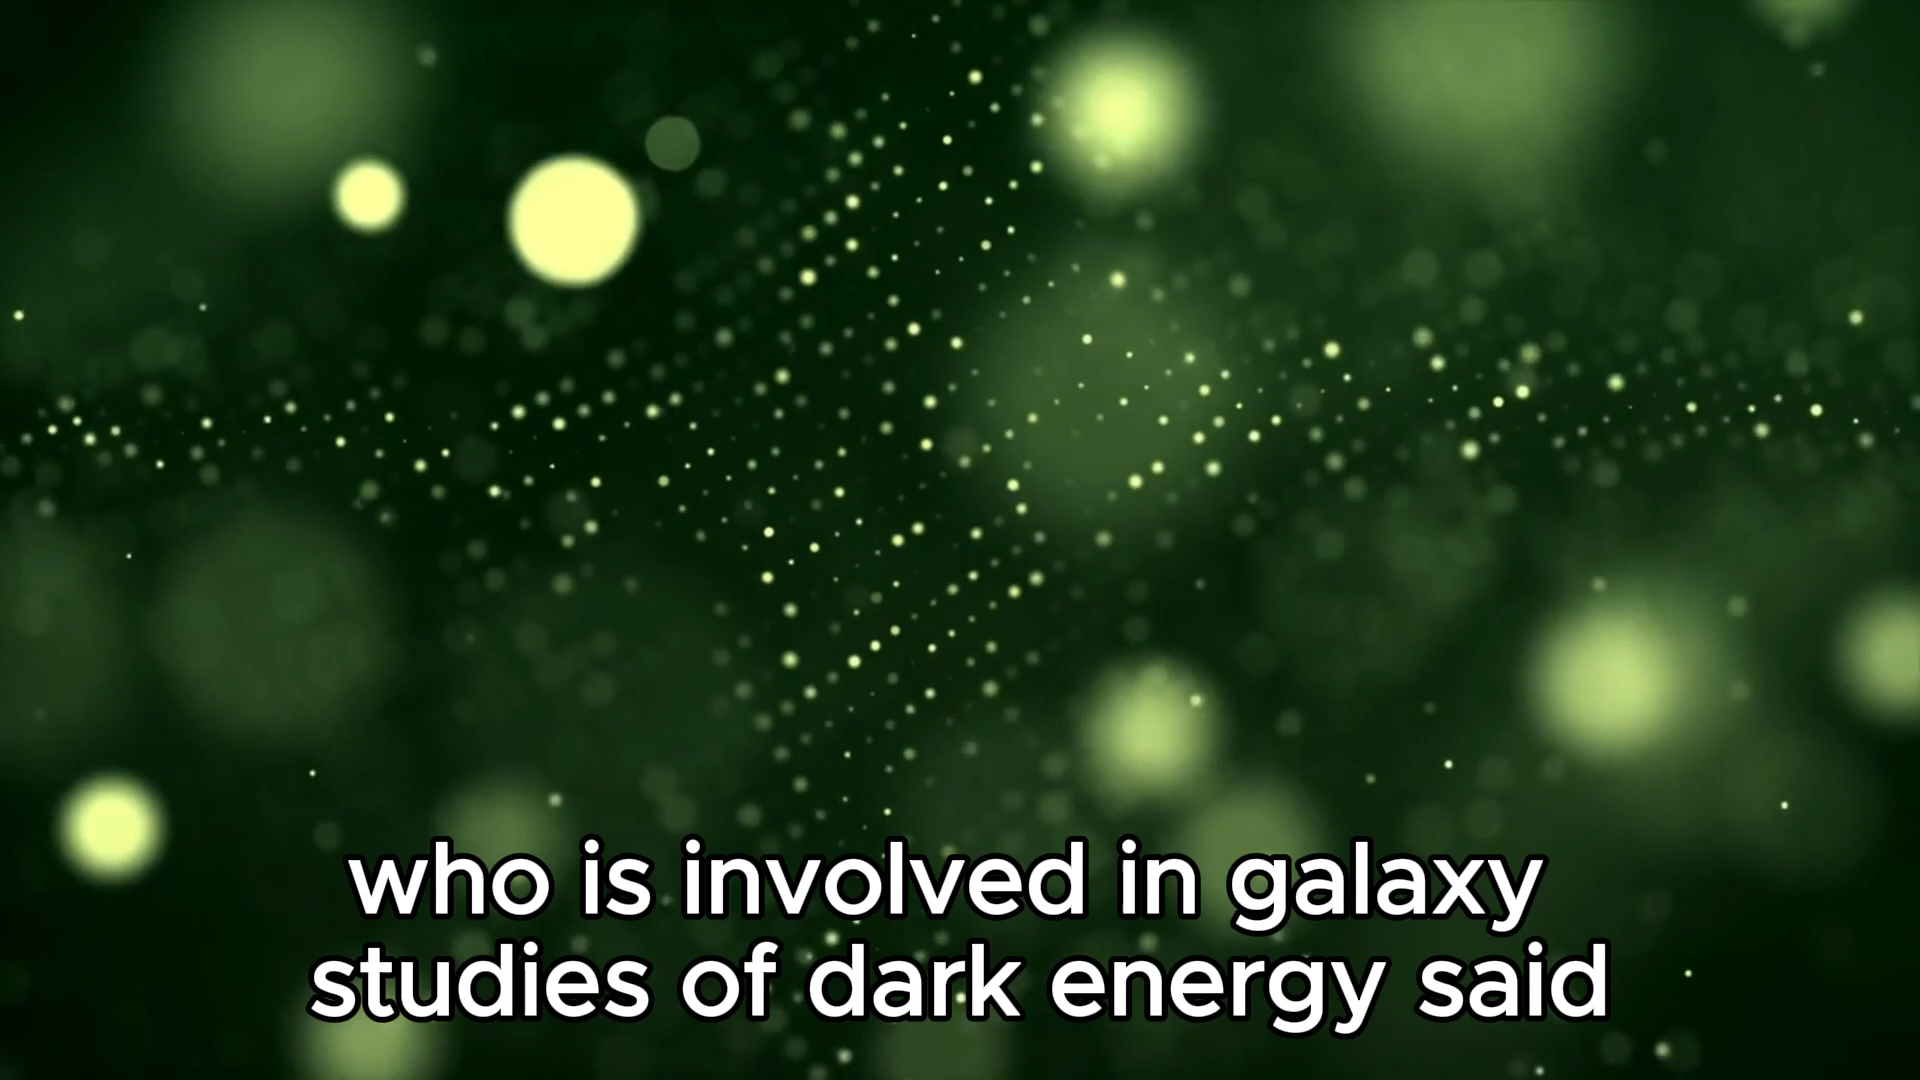 who is involved in galaxy
studies of dark energy said